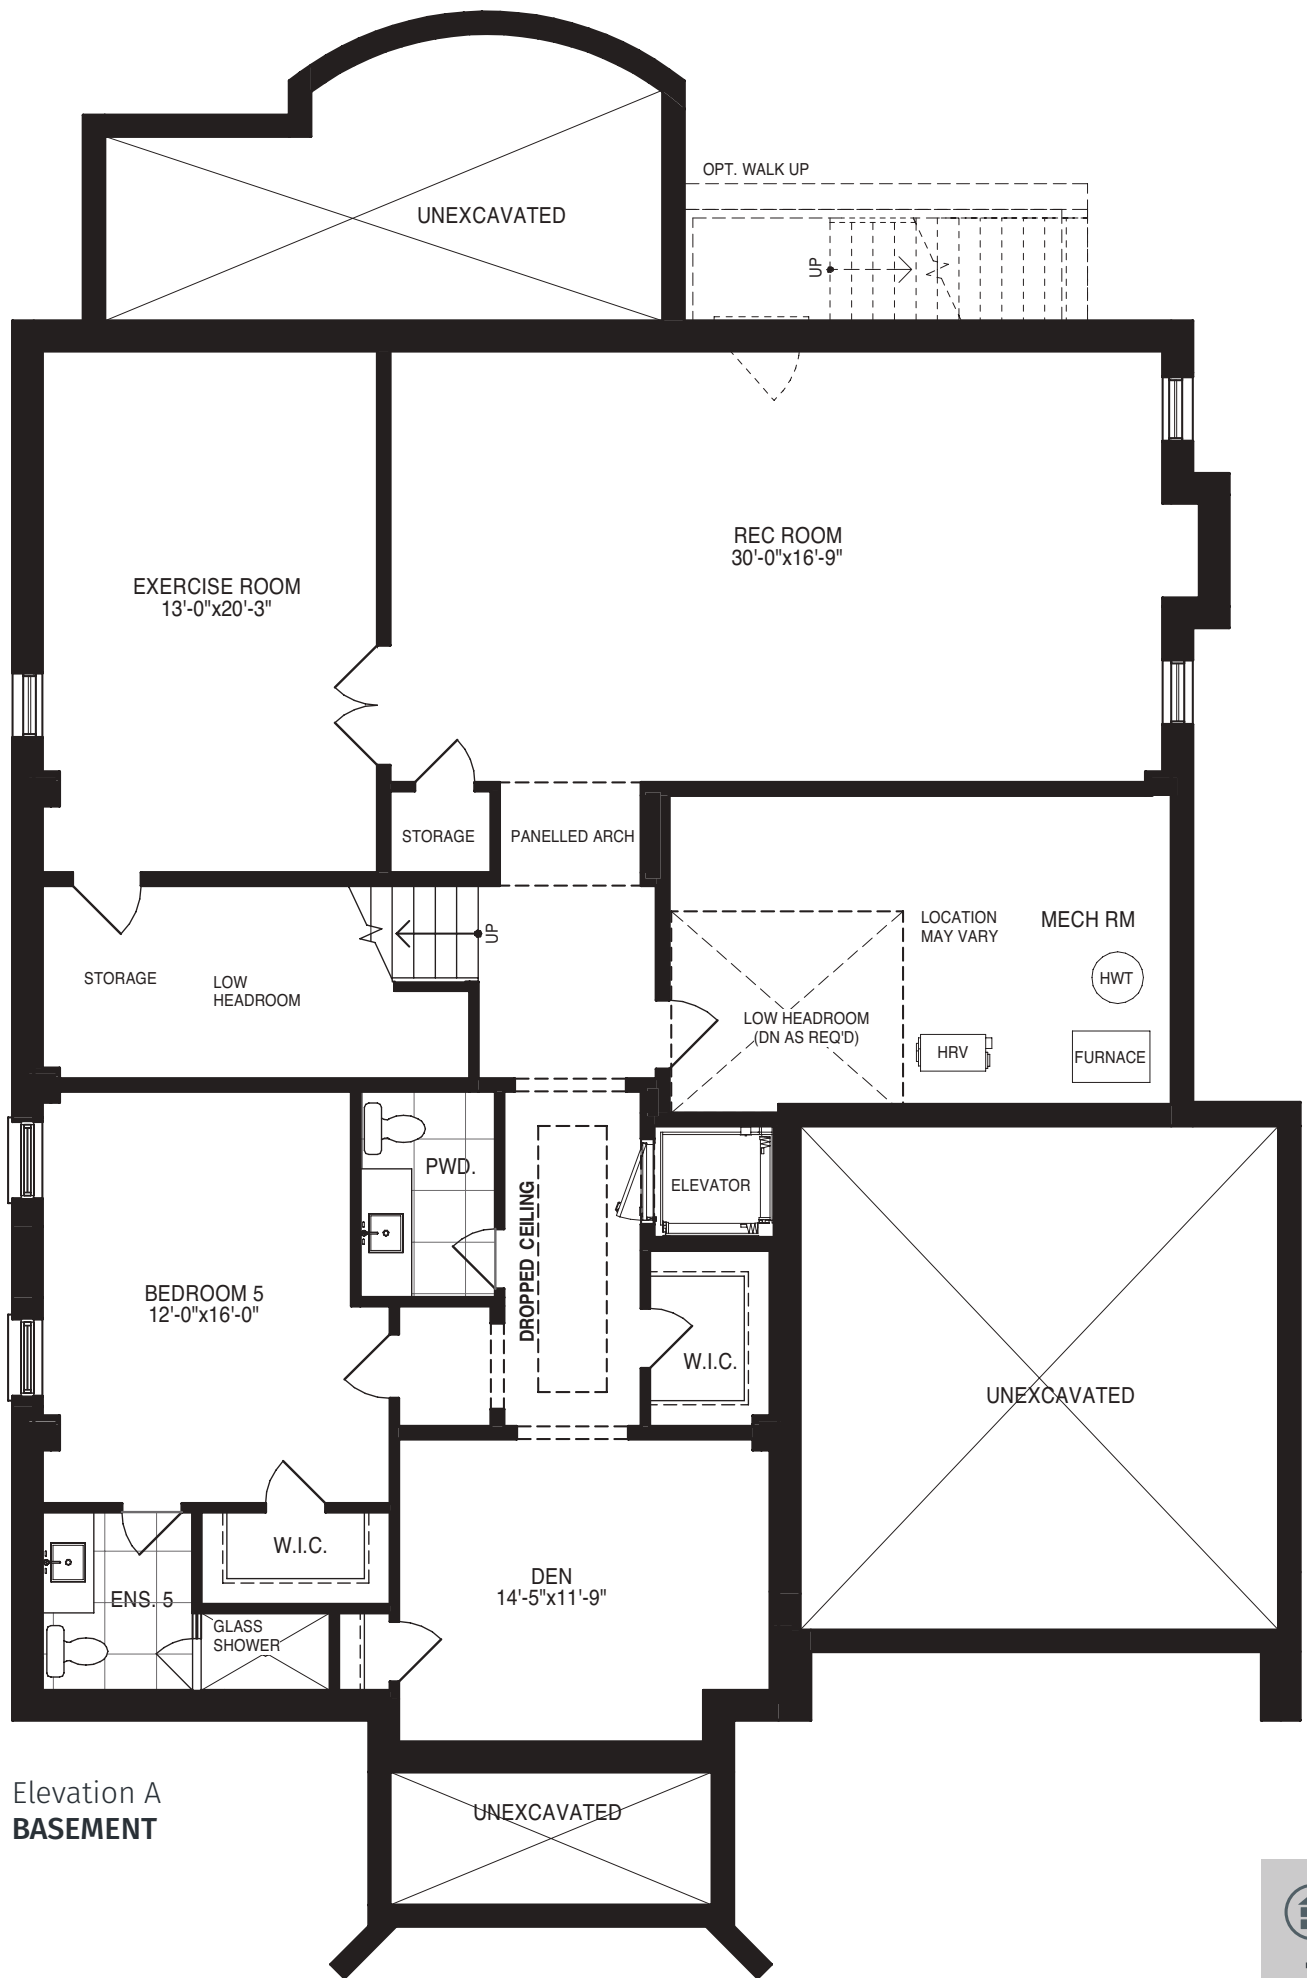 OPT. WALK UP
UNEXCAVATED
UP
REC ROOM
30'-0"x16'-9"
EXERCISE ROOM
13'-0"x20'-3"
STORAGE
PANELLED ARCH
LOCATION
MAY VARY
MECH RM
UP
STORAGE
LOW
HEADROOM
HWT
LOW HEADROOM
(DN AS REQ'D)
HRV
FURNACE
PWD.
ELEVATOR
DROPPED CEILING
BEDROOM 5
12'-0"x16'-0"
W.I.C.
UNEXCAVATED
W.I.C.
DEN
14'-5"x11'-9"
ENS. 5
GLASS
SHOWER
Elevation A
BASEMENT
UNEXCAVATED